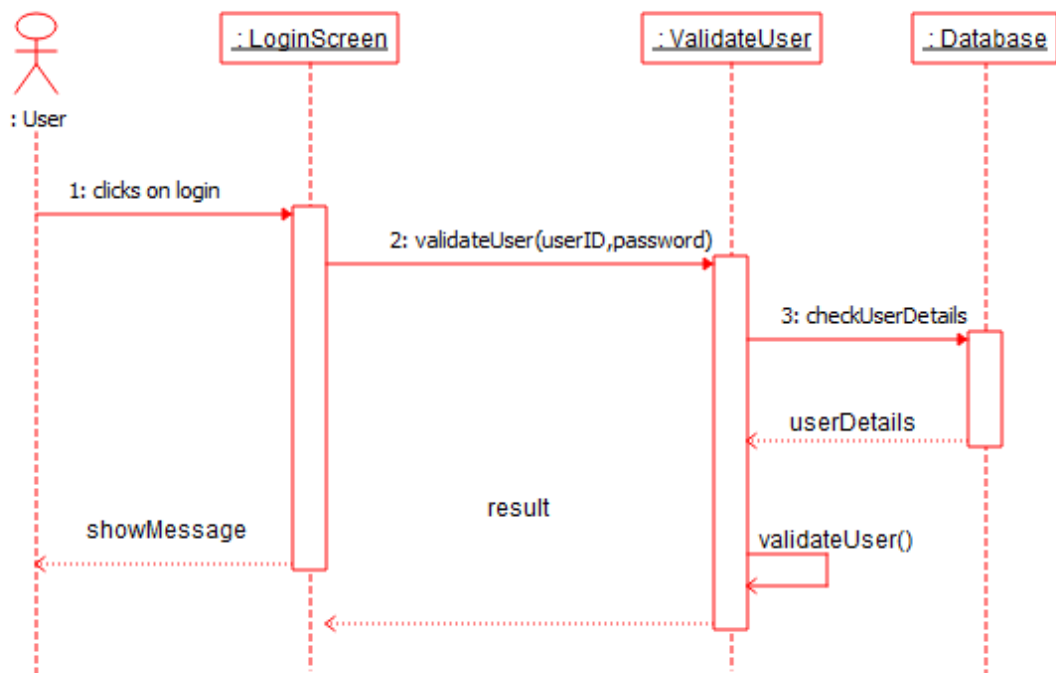 : LoginScreen
: ValidateUser
: Database
: User
1: clicks on login
2: validateUser(userID,password)
3: checkUserDetails
userDetails
result
showMessage
validateUser()